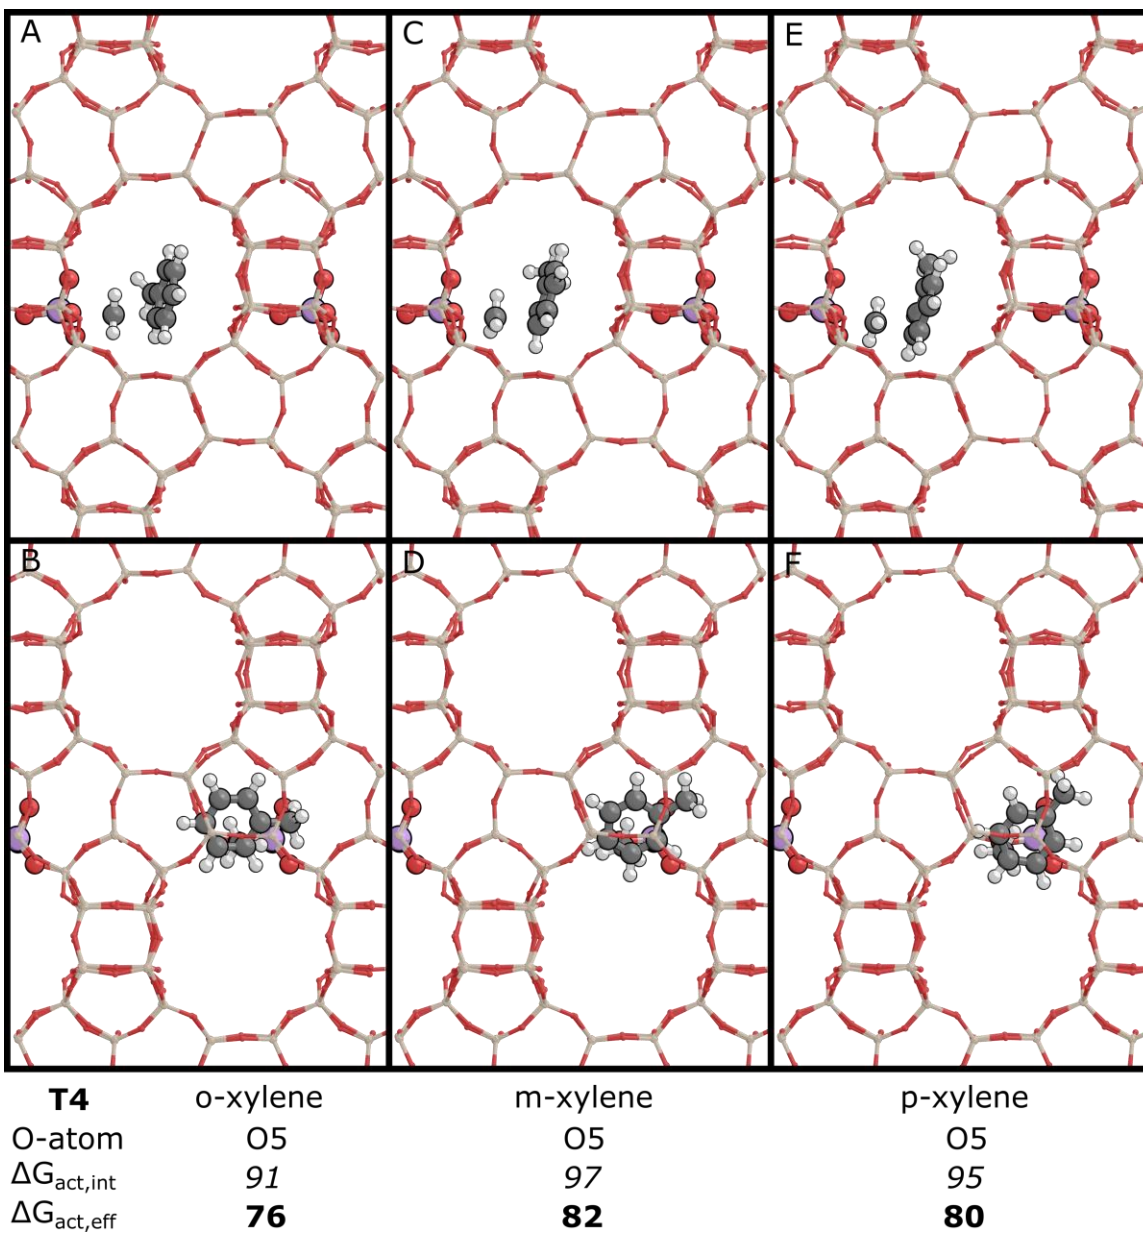 A C E
B D F
T4 o-xylene m-xylene p-xylene
O-atom O5 O5 O5
ΔGact,int 91 97 95
ΔGact,eff 76 82 80